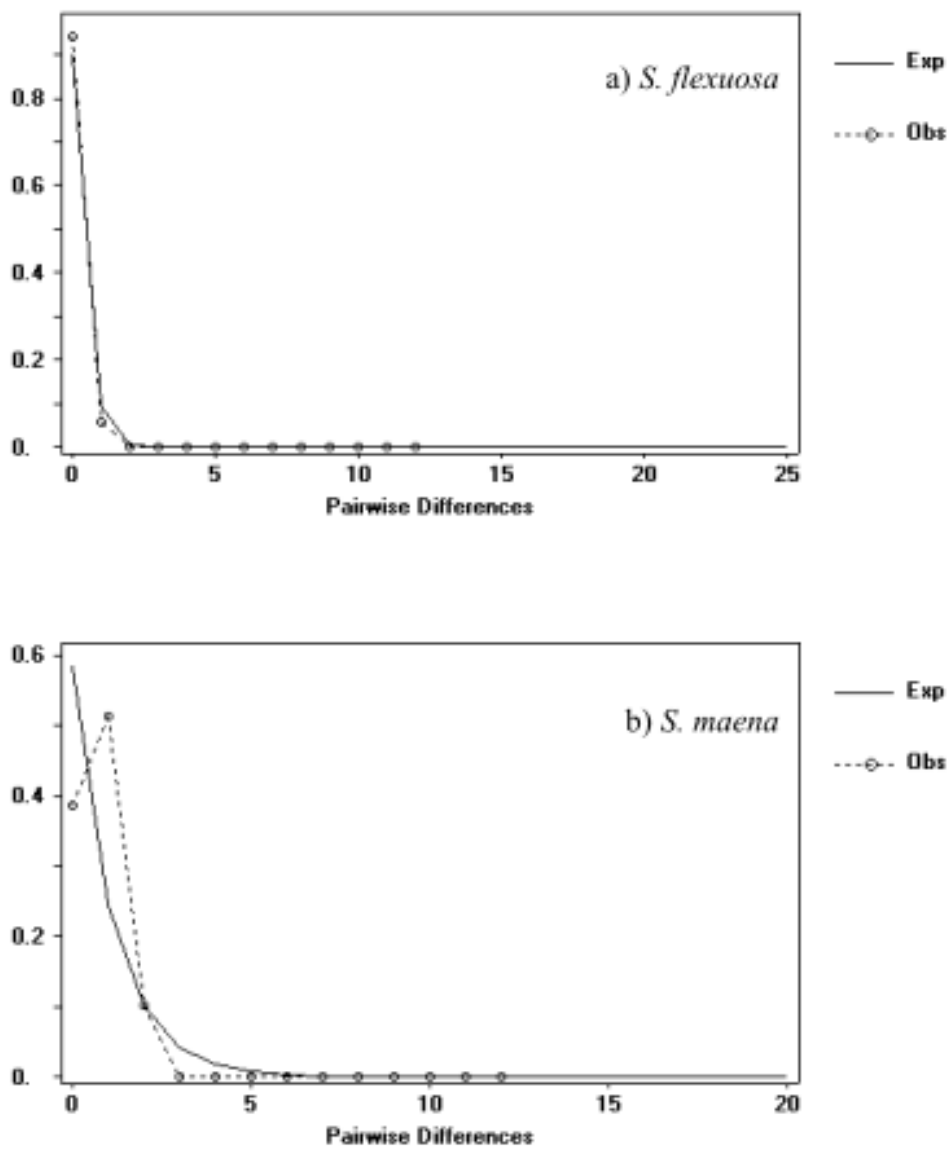 a) S. flexuosa
Exp
Obs
0.8
0.6
0.4
0.2
0.
0 5 10 15 20 25
Pairwise Differences
b) S. maena
Exp
Obs
0.6
0.4
0.2
0.
0 5 10 15 20
Pairwise Differences